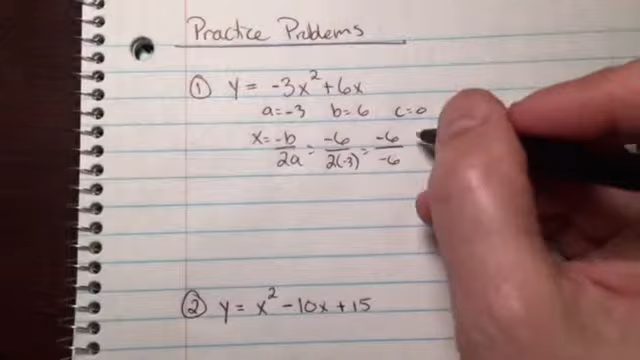 Practice Problems
① y = -3x² + 6x
a = -3 b = 6 c = 0
x = -b/2a = -6/2(-3) = -6/-6
② y = x² - 10x + 15